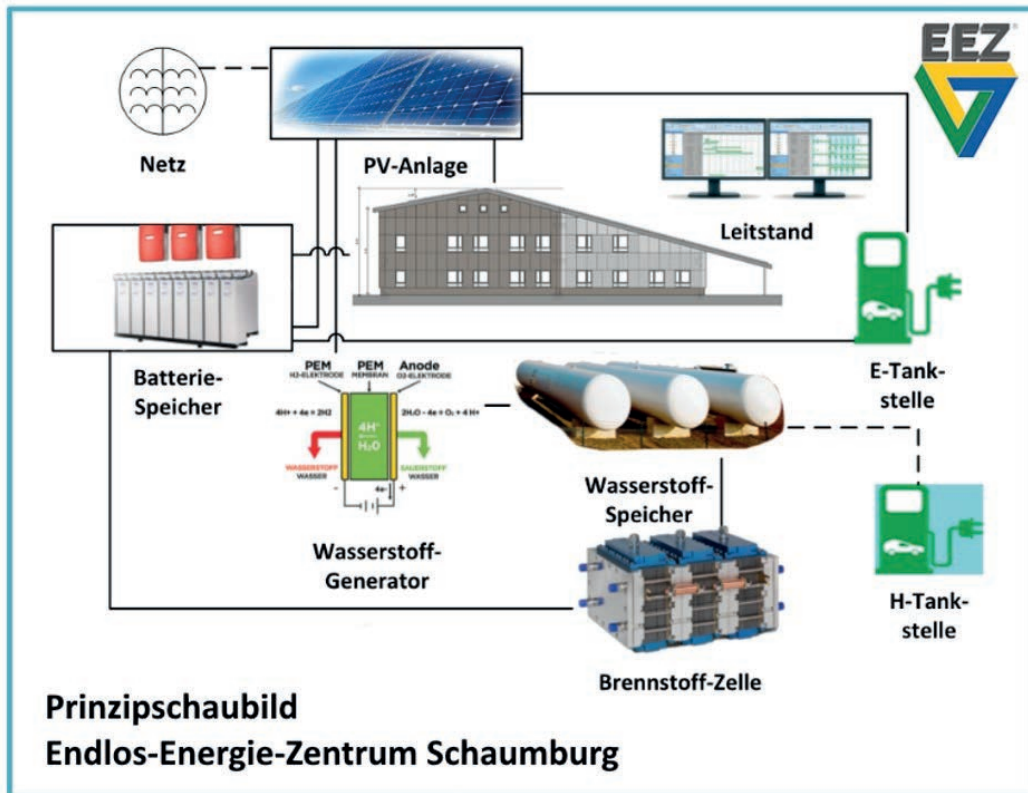 EEZ
Netz
PV-Anlage
Leitstand
Batterie-
Speicher
E-Tank-
stelle
PEM
H2-ELEKTRODE
PEM
MEMBRAN
Anode
O2-ELEKTRODE
4H+ + 4e = 2H2
2H₂O - 4e = O₂ + 4 H+
4H⁺
H₂O
WASSERSTOFF
WASSER
SAUERSTOFF
WASSER
4e-
-
+
Wasserstoff-
Generator
Wasserstoff-
Speicher
H-Tank-
stelle
Brennstoff-Zelle
Prinzipschaubild
Endlos-Energie-Zentrum Schaumburg